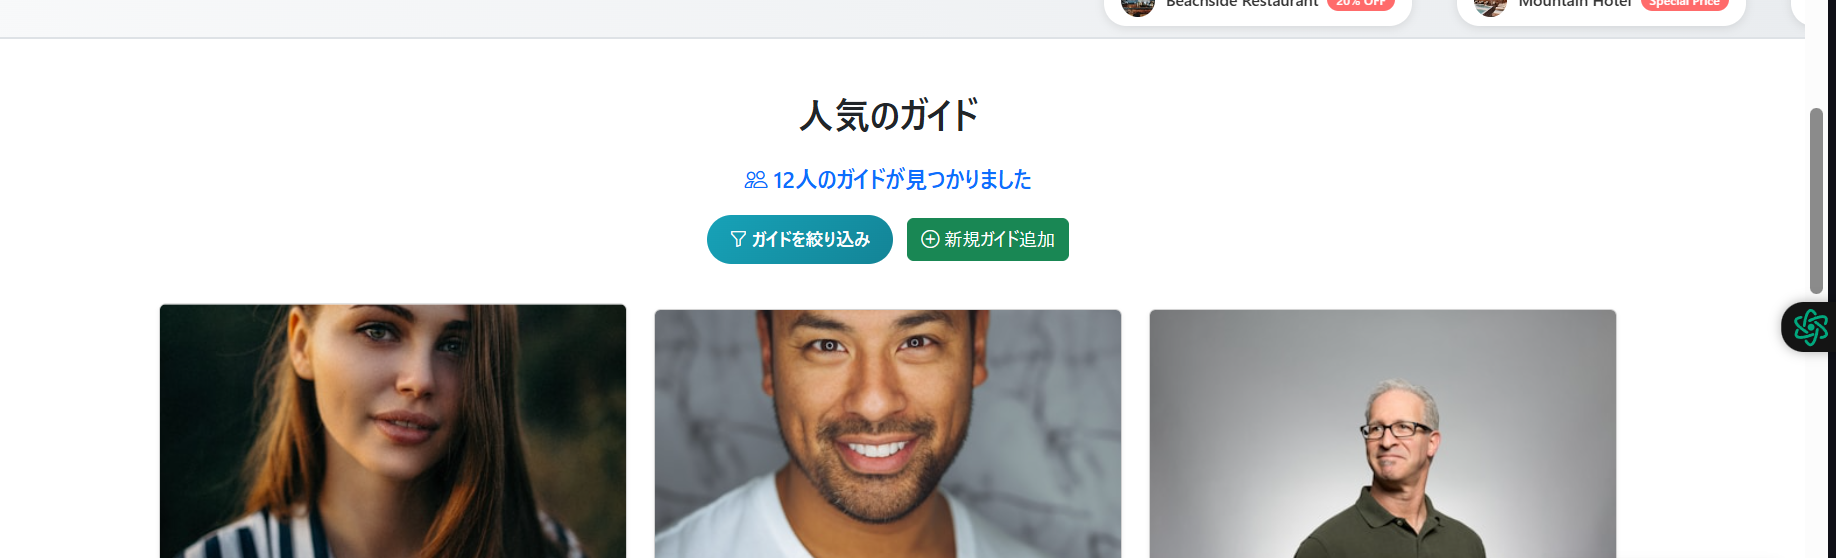 Beachside Restaurant 20% OFF Mountain Hotel Special Price
人気のガイド
12人のガイドが見つかりました
ガイドを絞り込み 新規ガイド追加